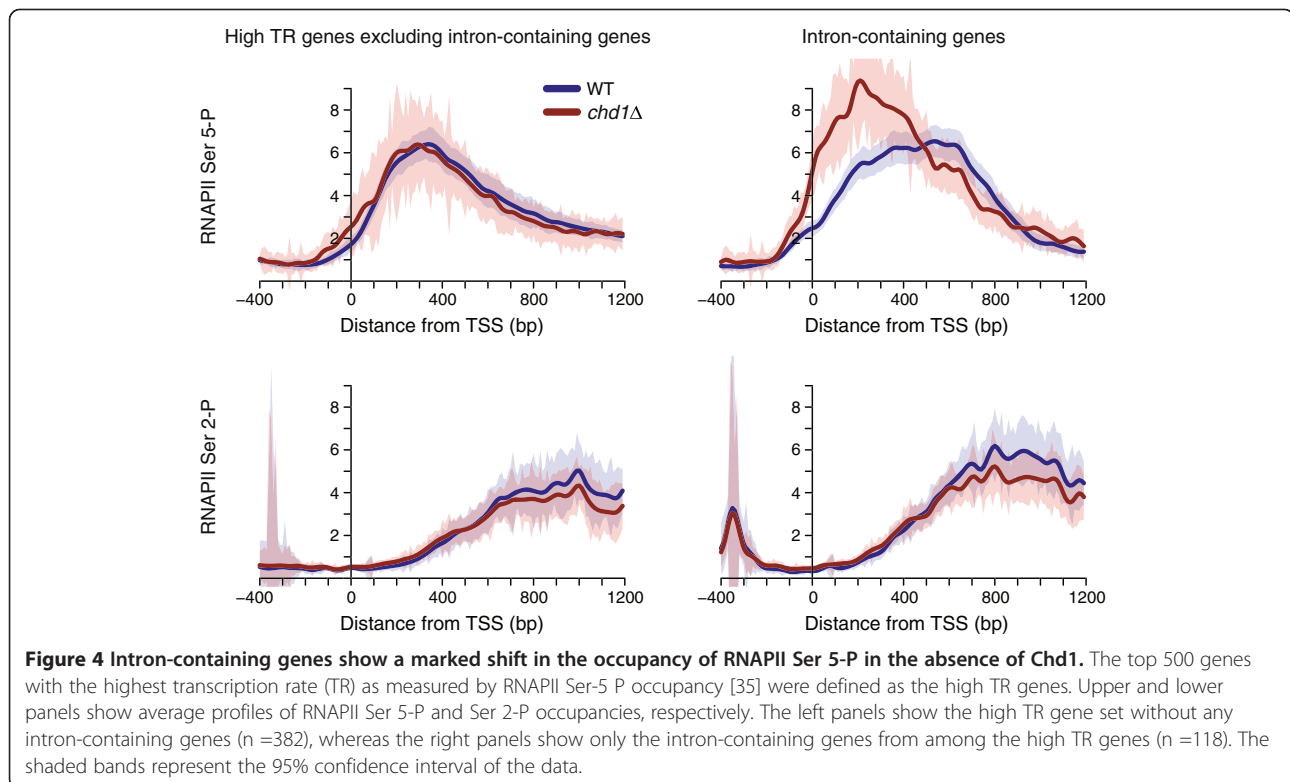 High TR genes excluding intron-containing genes
Intron-containing genes
WT
chd1Δ
RNAPII Ser 5-P
8
6
4
2
−400 0 400 800 1200
Distance from TSS (bp)
8
6
4
2
−400 0 400 800 1200
Distance from TSS (bp)
RNAPII Ser 2-P
8
6
4
2
−400 0 400 800 1200
Distance from TSS (bp)
8
6
4
2
−400 0 400 800 1200
Distance from TSS (bp)
Figure 4 Intron-containing genes show a marked shift in the occupancy of RNAPII Ser 5-P in the absence of Chd1. The top 500 genes
with the highest transcription rate (TR) as measured by RNAPII Ser-5 P occupancy [35] were defined as the high TR genes. Upper and lower
panels show average profiles of RNAPII Ser 5-P and Ser 2-P occupancies, respectively. The left panels show the high TR gene set without any
intron-containing genes (n =382), whereas the right panels show only the intron-containing genes from among the high TR genes (n =118). The
shaded bands represent the 95% confidence interval of the data.